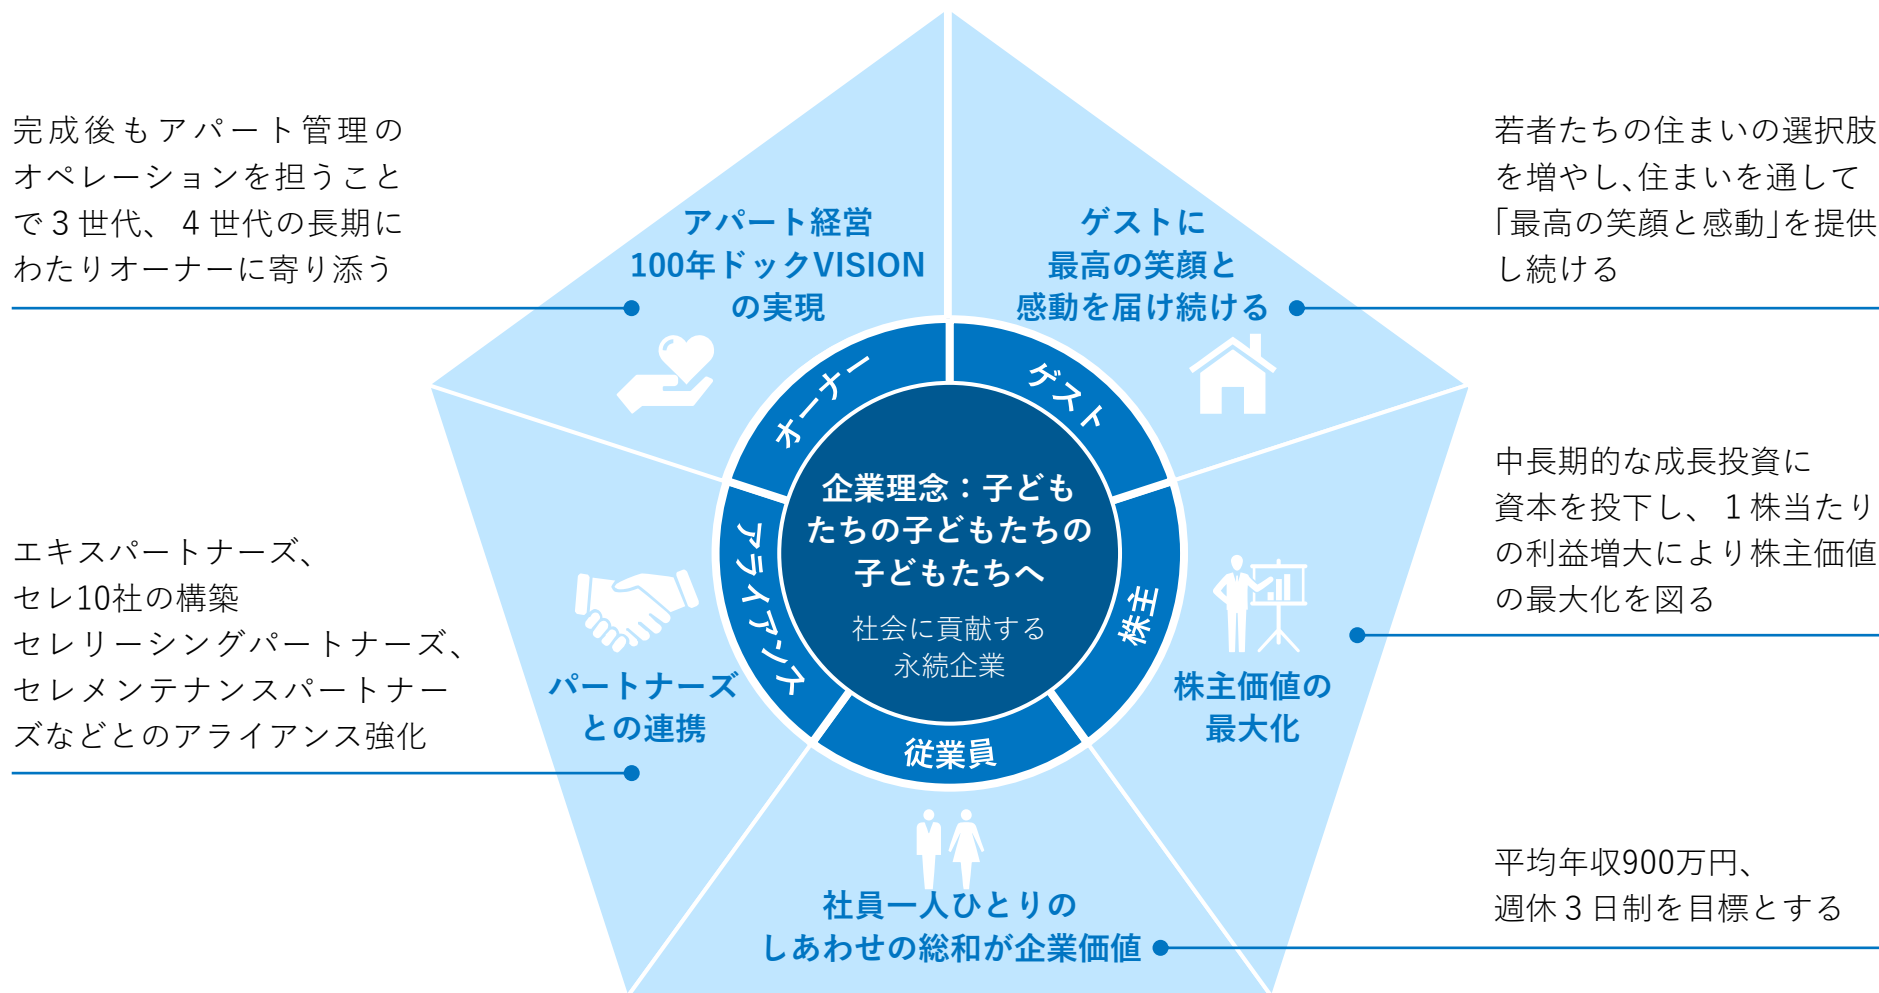 完成後もアパート管理の
オペレーションを担うこと
で3世代、4世代の長期に
わたりオーナーに寄り添う
アパート経営
100年ドックVISION
の実現
ゲストに
最高の笑顔と
感動を届け続ける
若者たちの住まいの選択肢
を増やし、住まいを通して
「最高の笑顔と感動」を提供
し続ける
オーナー
ゲスト
企業理念：子ども
たちの子どもたちの
子どもたちへ
社会に貢献する
永続企業
アライアンス
株主
従業員
エキスパートナーズ、
セレ10社の構築
セレリーシングパートナーズ、
セレメンテナンスパートナー
ズなどとのアライアンス強化
パートナーズ
との連携
中長期的な成長投資に
資本を投下し、1株当たり
の利益増大により株主価値
の最大化を図る
株主価値の
最大化
社員一人ひとりの
しあわせの総和が企業価値
平均年収900万円、
週休3日制を目標とする